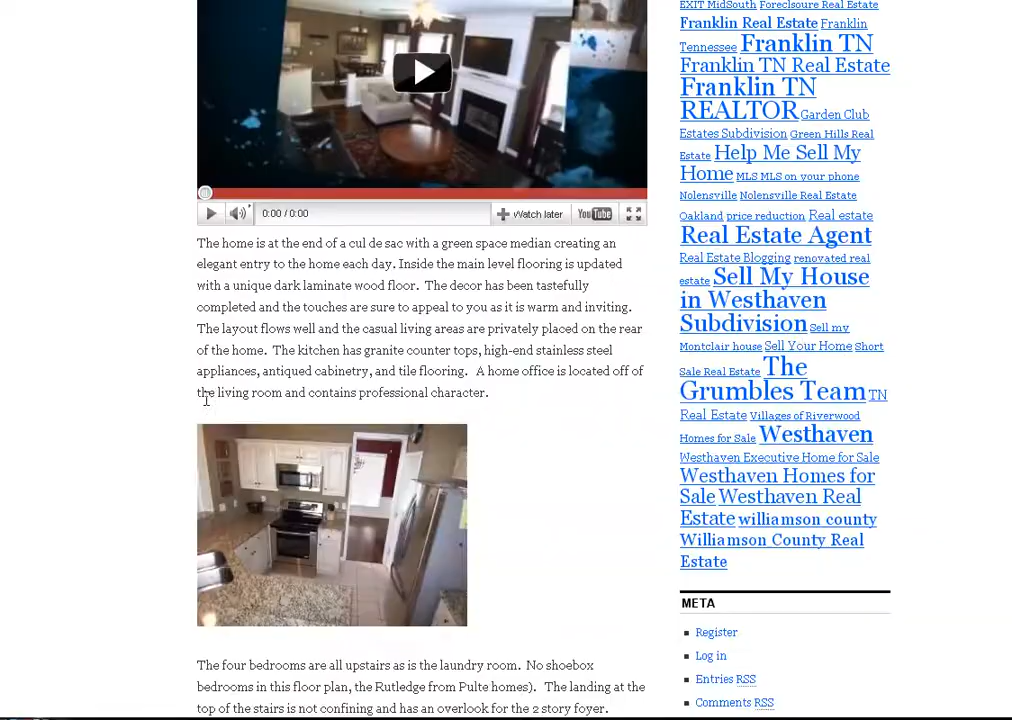 0:00 / 0:00
Watch later
YouTube
The home is at the end of a cul de sac with a green space median creating an
elegant entry to the home each day. Inside the main level flooring is updated
with a unique dark laminate wood floor.  The decor has been tastefully
completed and the touches are sure to appeal to you as it is warm and inviting.
The layout flows well and the casual living areas are privately placed on the rear
of the home.  The kitchen has granite counter tops, high-end stainless steel
appliances, antiqued cabinetry, and tile flooring.   A home office is located off of
the living room and contains professional character.
The four bedrooms are all upstairs as is the laundry room.  No shoebox
bedrooms in this floor plan, the Rutledge from Pulte homes).  The landing at the
top of the stairs is not confining and has an overlook for the 2 story foyer.
EXIT MidSouth Foreclsoure Real Estate
Franklin Real Estate Franklin
Tennessee Franklin TN
Franklin TN Real Estate
Franklin TN
REALTOR Garden Club
Estates Subdivision Green Hills Real
Estate Help Me Sell My
Home MLS MLS on your phone
Nolensville Nolensville Real Estate
Oakland price reduction Real estate
Real Estate Agent
Real Estate Blogging renovated real
estate Sell My House
in Westhaven
Subdivision Sell my
Montclair house Sell Your Home Short
Sale Real Estate The
Grumbles Team TN
Real Estate Villages of Riverwood
Homes for Sale Westhaven
Westhaven Executive Home for Sale
Westhaven Homes for
Sale Westhaven Real
Estate williamson county
Williamson County Real
Estate
META
Register
Log in
Entries RSS
Comments RSS